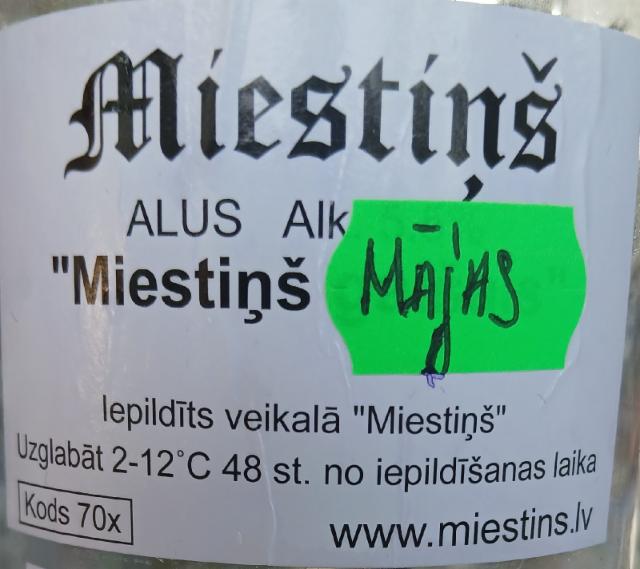 Miestiņš
ALUS Alk
"Miestiņš MĀJAS"
Iepildīts veikalā "Miestiņš"
Uzglabāt 2-12°C 48 st. no iepildīšanas laika
Kods 70x
www.miestins.lv